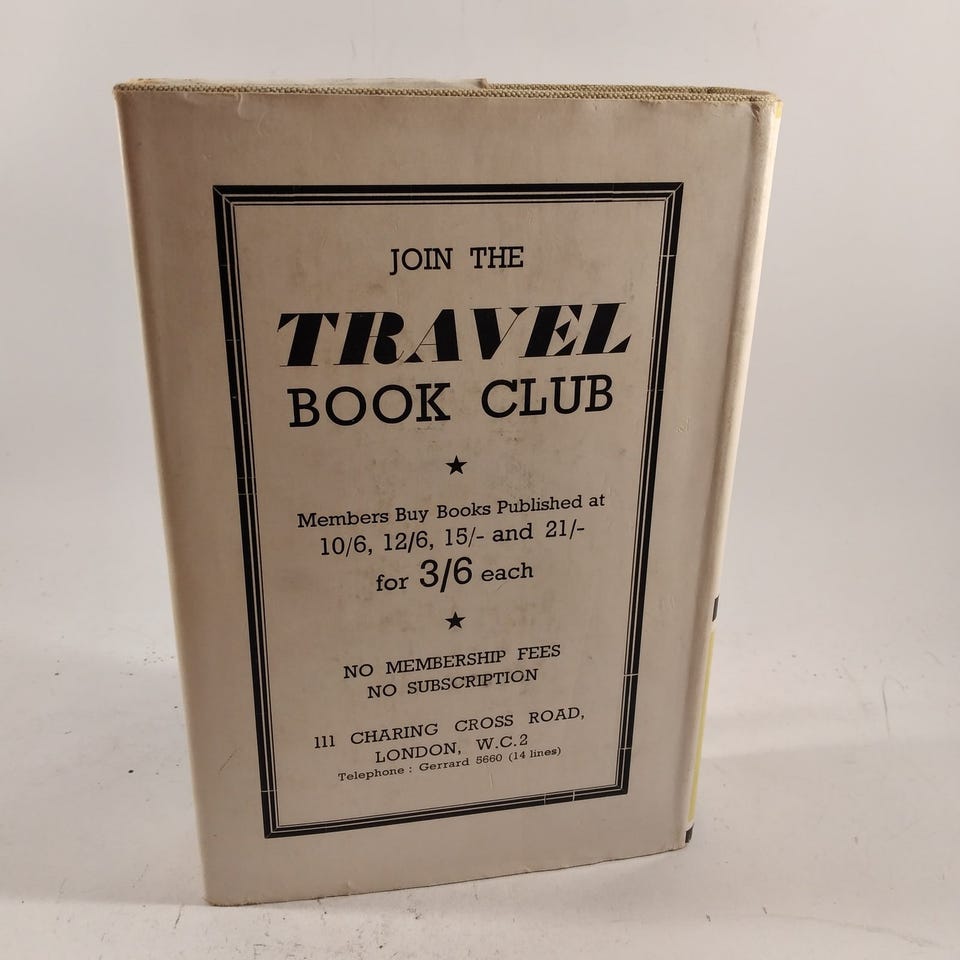 JOIN THE
TRAVEL
BOOK CLUB
★
Members Buy Books Published at
10/6, 12/6, 15/- and 21/-
for 3/6 each
★
NO MEMBERSHIP FEES
NO SUBSCRIPTION
111 CHARING CROSS ROAD,
LONDON, W.C.2
Telephone : Gerrard 5660 (14 lines)